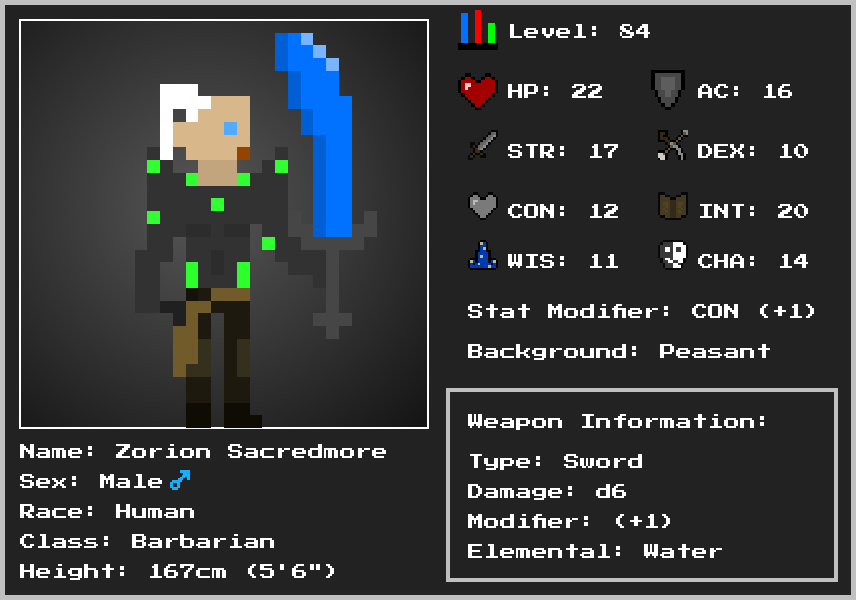 Level: 84
HP: 22 AC: 16
STR: 17 DEX: 10
CON: 12 INT: 20
WIS: 11 CHA: 14
Stat Modifier: CON (+1)
Background: Peasant
Weapon Information:
Type: Sword
Damage: d6
Modifier: (+1)
Elemental: Water
Name: Zorion Sacredmore
Sex: Male♂
Race: Human
Class: Barbarian
Height: 167cm (5'6")